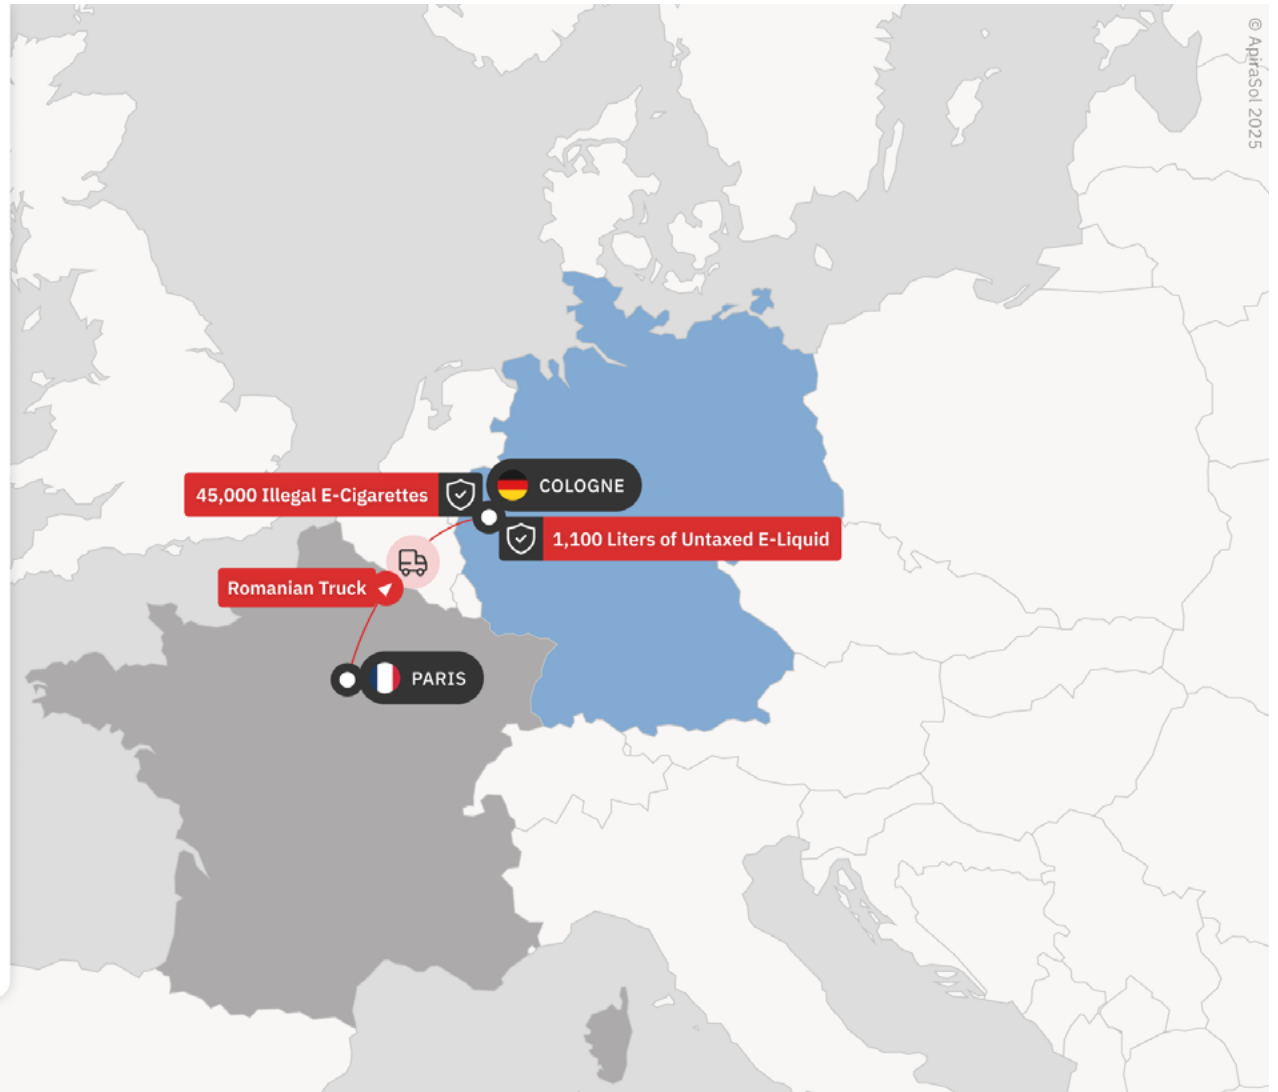 © ApiraSol 2025
COLOGNE
45,000 Illegal E-Cigarettes
1,100 Liters of Untaxed E-Liquid
Romanian Truck
PARIS